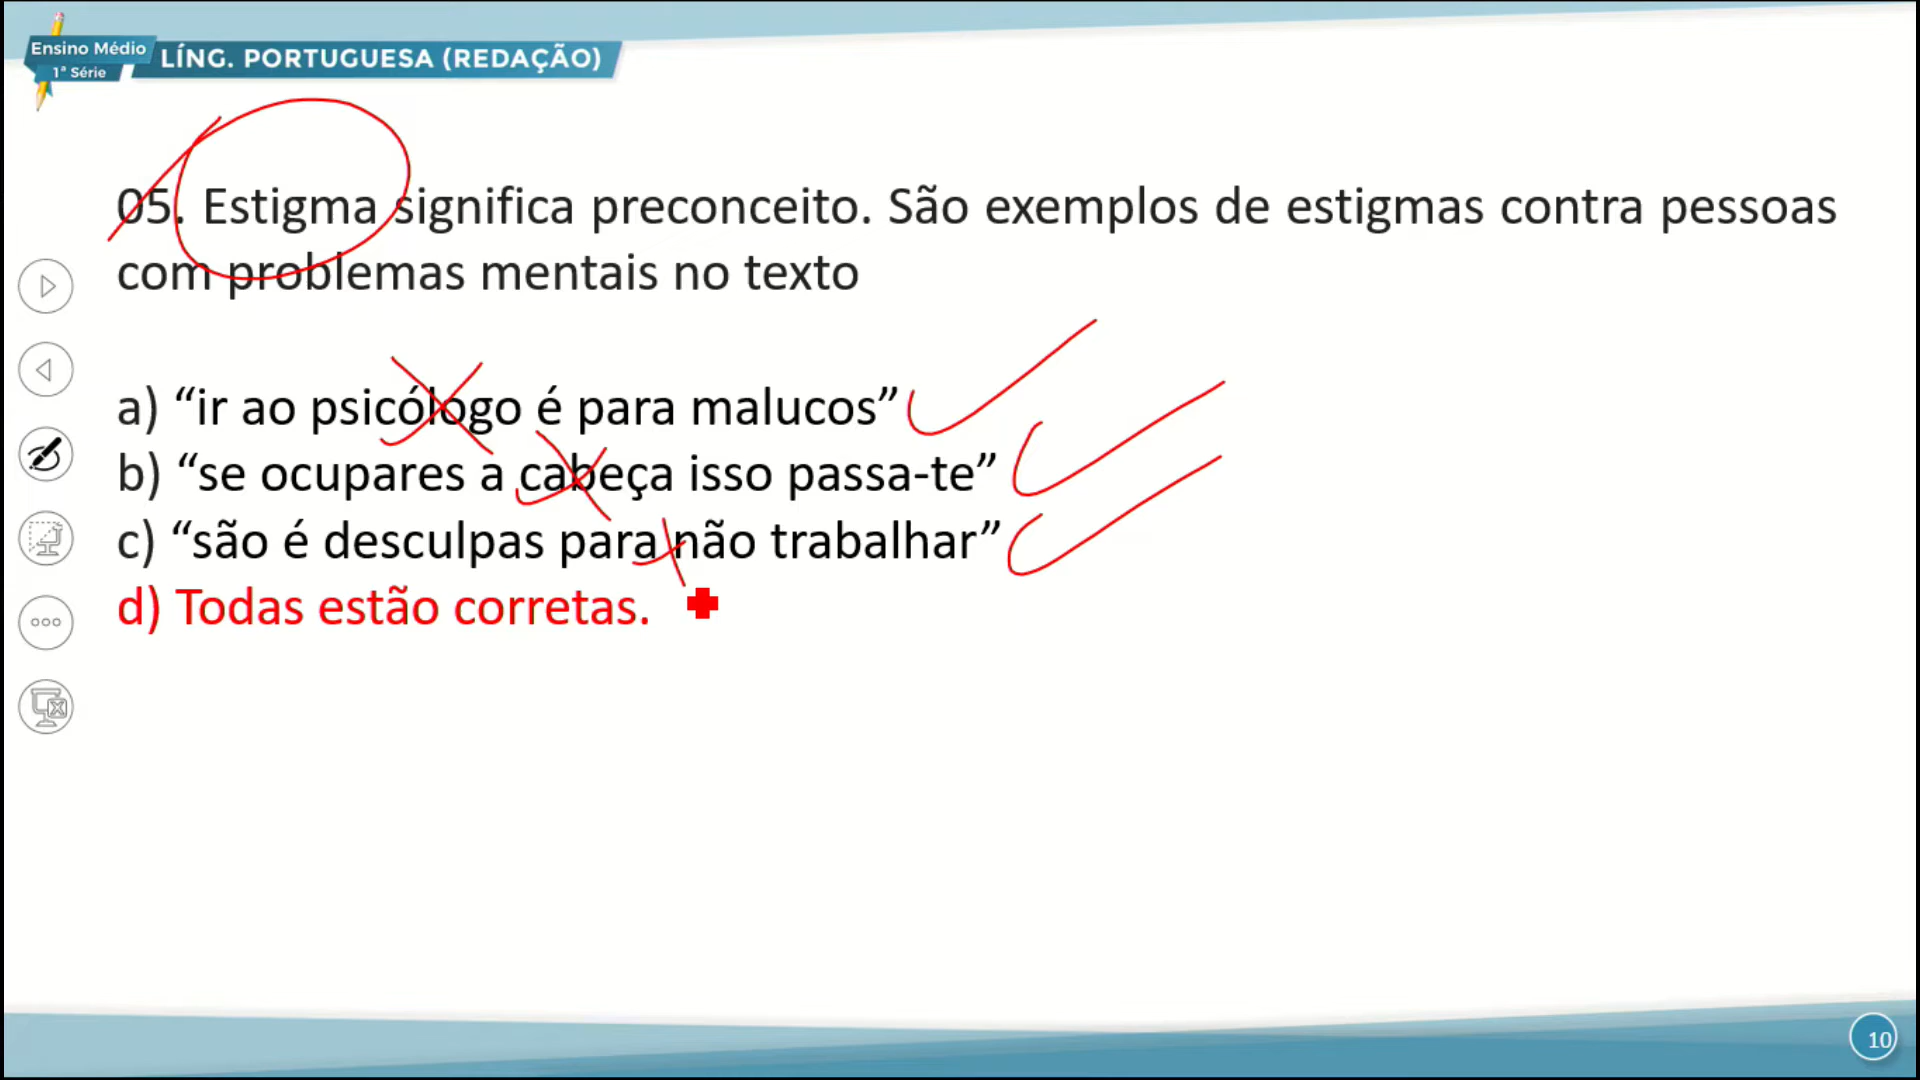 Ensino Médio
1ª Série
LÍNG. PORTUGUESA (REDAÇÃO)
05. Estigma significa preconceito. São exemplos de estigmas contra pessoas
com problemas mentais no texto
a) “ir ao psicólogo é para malucos”
b) “se ocupares a cabeça isso passa-te”
c) “são é desculpas para não trabalhar”
d) Todas estão corretas.
10